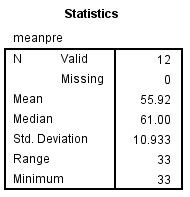 Statistics
meanpre
N Valid 12
Missing 0
Mean 55.92
Median 61.00
Std. Deviation 10.933
Range 33
Minimum 33